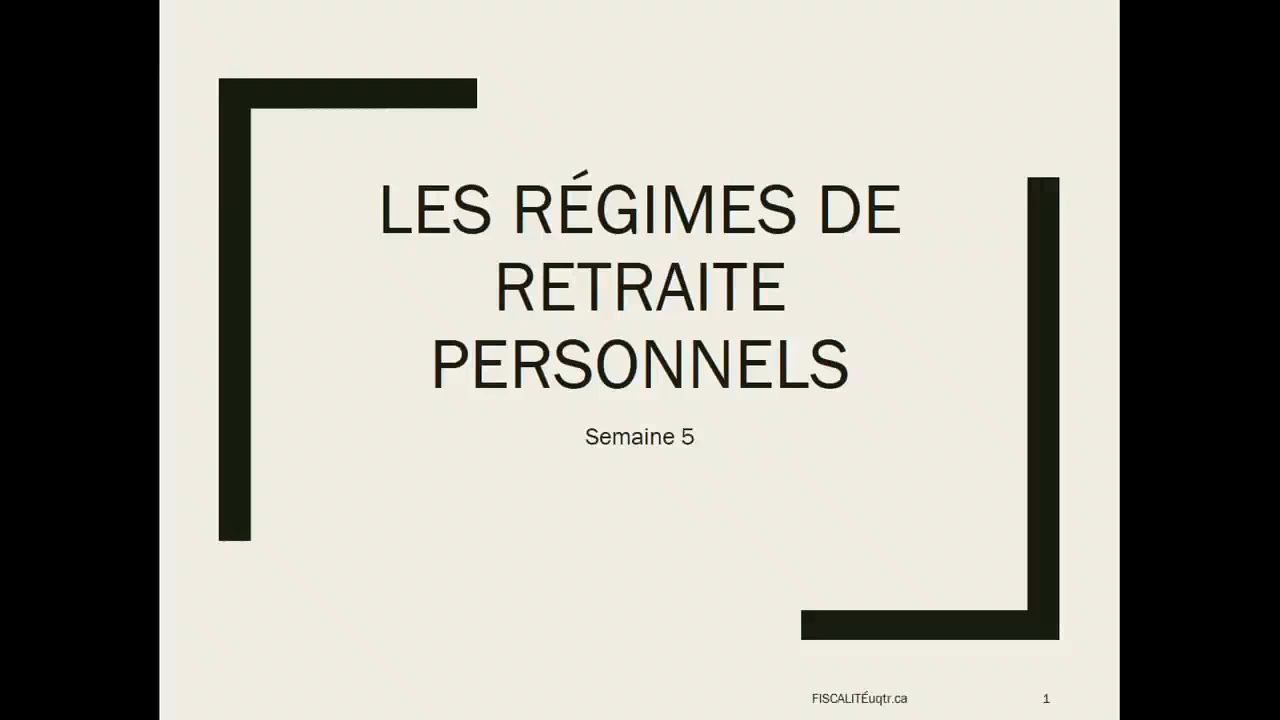 LES RÉGIMES DE
RETRAITE
PERSONNELS
Semaine 5
FISCALITÉuqtr.ca
1